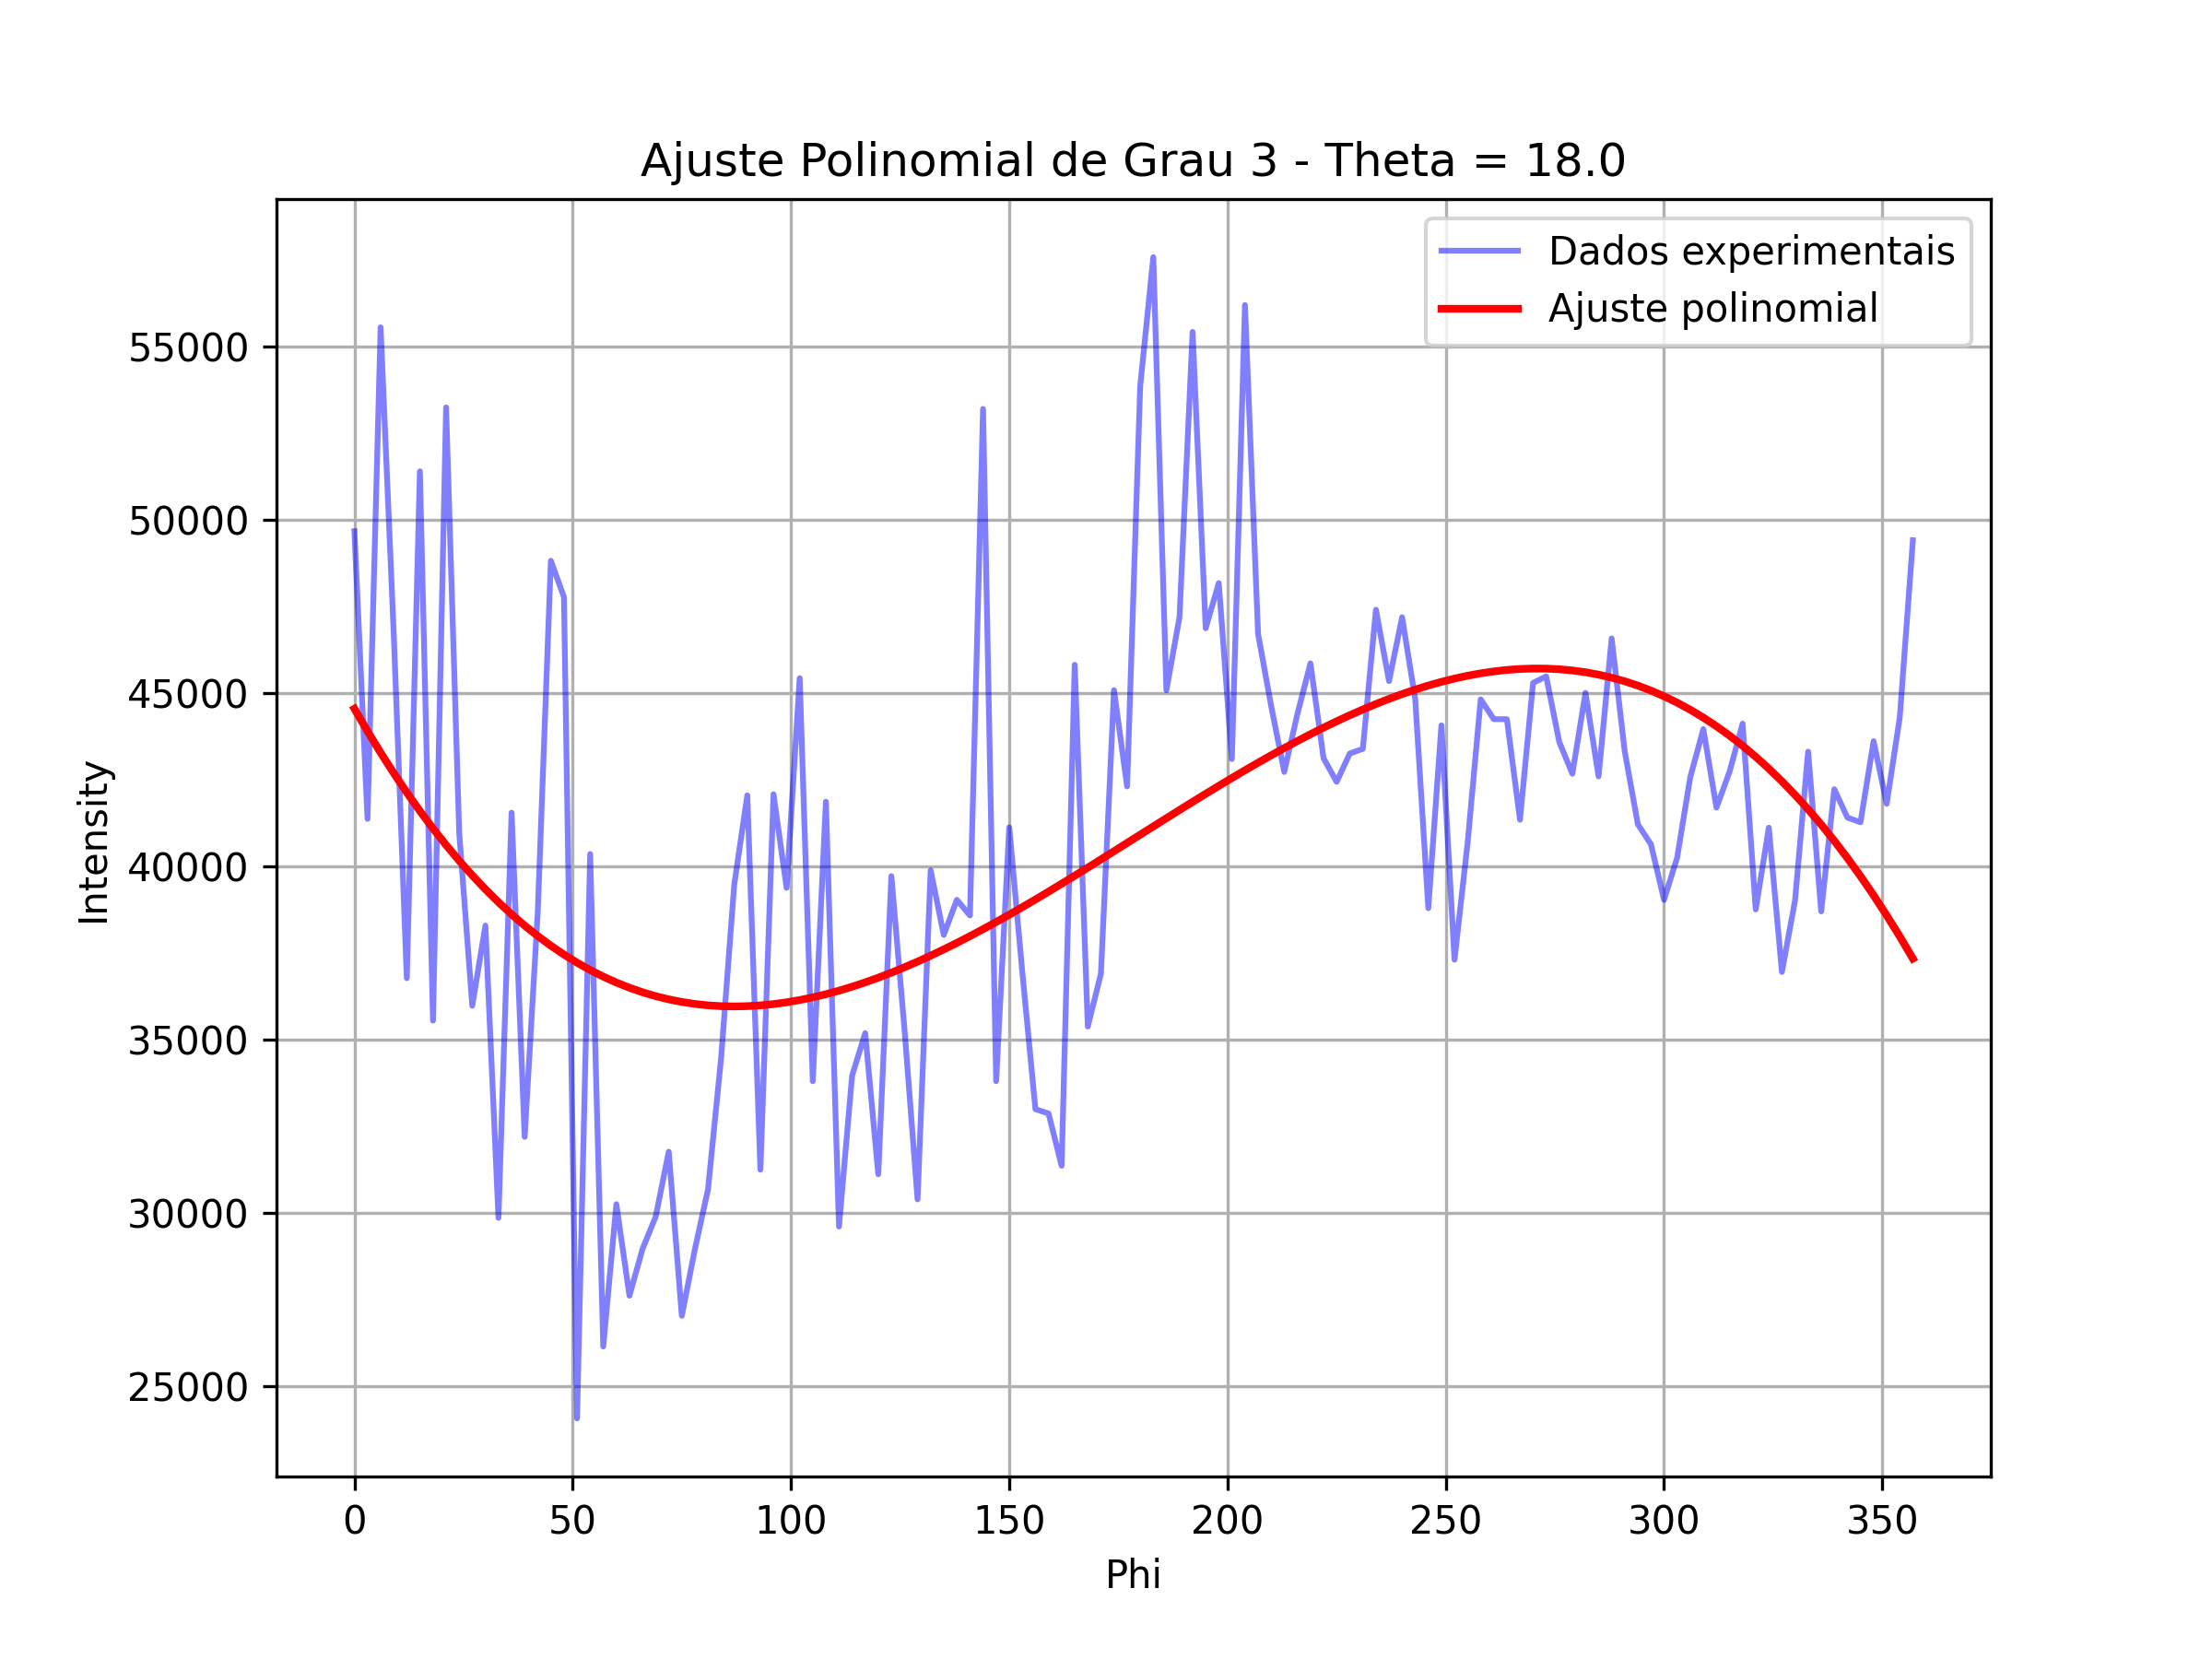 Ajuste Polinomial de Grau 3 - Theta = 18.0
Dados experimentais
Ajuste polinomial
55000
50000
45000
40000
35000
30000
25000
Intensity
0 50 100 150 200 250 300 350
Phi